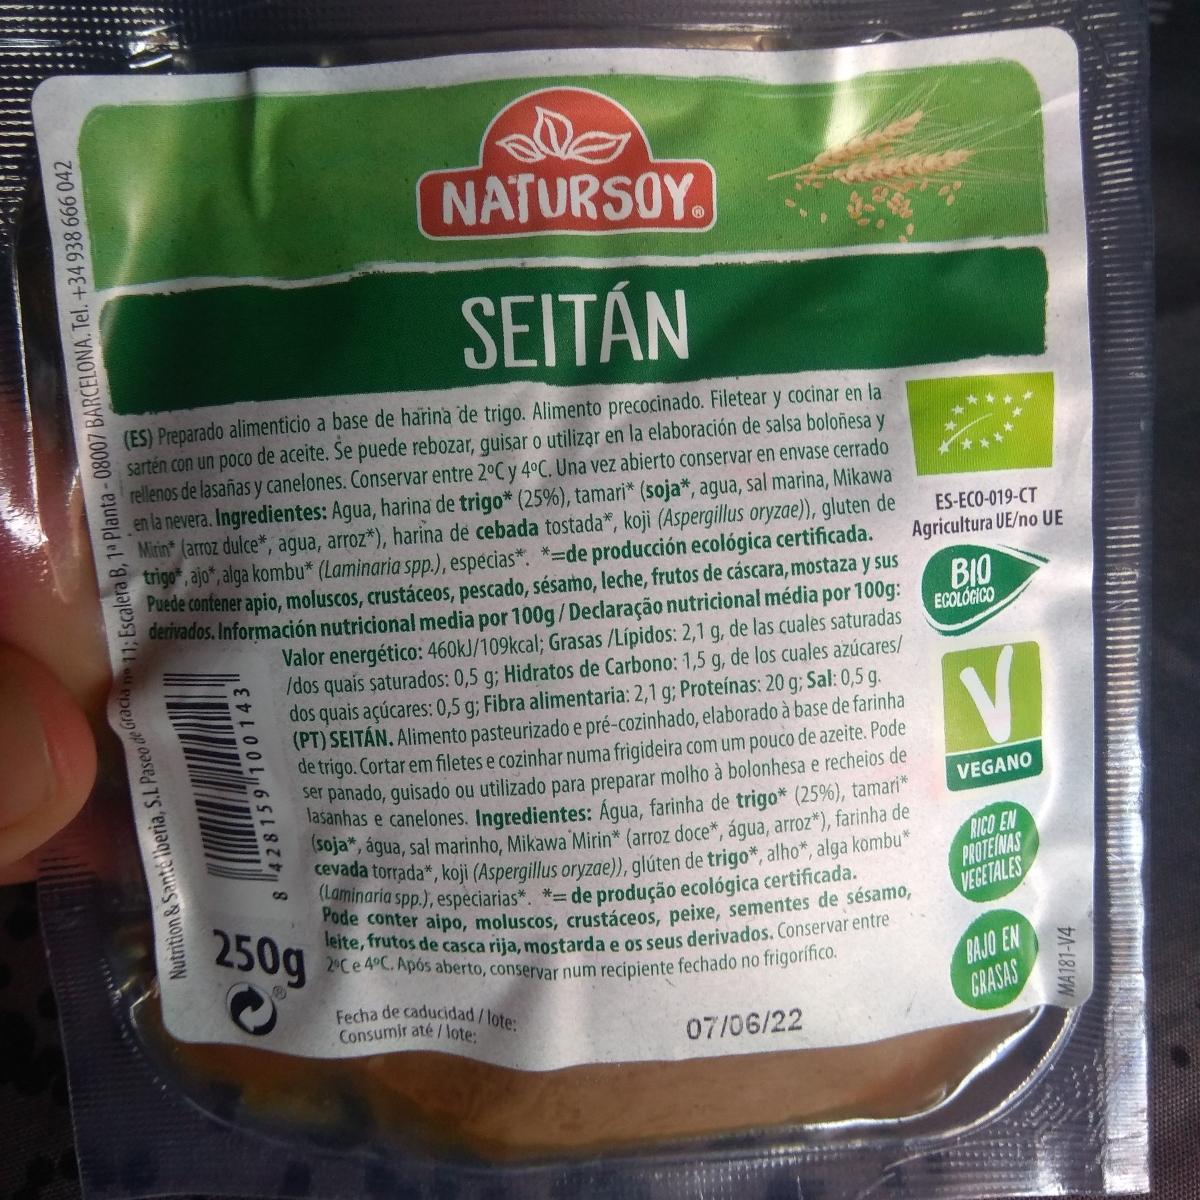 NATURSOY®
SEITÁN
(ES) Preparado alimenticio a base de harina de trigo. Alimento precocinado. Filetear y cocinar en la
sartén con un poco de aceite. Se puede rebozar, guisar o utilizar en la elaboración de salsa boloñesa y
rellenos de lasañas y canelones. Conservar entre 2ºC y 4ºC. Una vez abierto conservar en envase cerrado
en la nevera. Ingredientes: Agua, harina de trigo* (25%), tamari* (soja*, agua, sal marina, Mikawa
Mirin* (arroz dulce*, agua, arroz*), harina de cebada tostada*, koji (Aspergillus oryzae)), gluten de
trigo*, ajo*, alga kombu* (Laminaria spp.), especias*. *=de producción ecológica certificada.
Puede contener apio, moluscos, crustáceos, pescado, sésamo, leche, frutos de cáscara, mostaza y sus
derivados. Información nutricional media por 100g / Declaração nutricional média por 100g:
Valor energético: 460kJ/109kcal; Grasas /Lípidos: 2,1 g, de las cuales saturadas
/dos quais saturados: 0,5 g; Hidratos de Carbono: 1,5 g, de los cuales azúcares/
dos quais açúcares: 0,5 g; Fibra alimentaria: 2,1 g; Proteínas: 20 g; Sal: 0,5 g.
(PT) SEITÁN. Alimento pasteurizado e pré-cozinhado, elaborado à base de farinha
de trigo. Cortar em filetes e cozinhar numa frigideira com um pouco de azeite. Pode
ser panado, guisado ou utilizado para preparar molho à bolonhesa e recheios de
lasanhas e canelones. Ingredientes: Água, farinha de trigo* (25%), tamari*
(soja*, água, sal marinho, Mikawa Mirin* (arroz doce*, água, arroz*), farinha de
cevada torrada*, koji (Aspergillus oryzae)), glúten de trigo*, alho*, alga kombu*
(Laminaria spp.), especiarias*. *= de produção ecológica certificada.
Pode conter aipo, moluscos, crustáceos, peixe, sementes de sésamo,
leite, frutos de casca rija, mostarda e os seus derivados. Conservar entre
2ºC e 4ºC. Após aberto, conservar num recipiente fechado no frigorífico.
Fecha de caducidad / lote:
Consumir até / lote:
07/06/22
250g
®
8 428159 100143
Nutrition & Santé Iberia, S.L Paseo de Gracia nº 11; Escalera B, 1ª Planta - 08007 BARCELONA. Tel. +34 938 666 042
ES-ECO-019-CT
Agricultura UE/no UE
BIO
ECOLÓGICO
V
VEGANO
RICO EN
PROTEÍNAS
VEGETALES
BAJO EN
GRASAS
MA181-V4